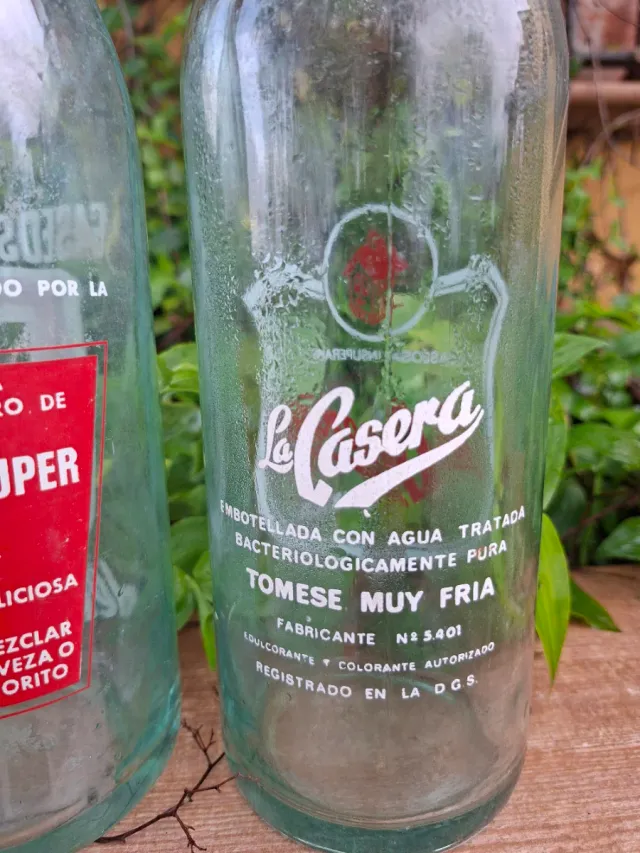 DO POR LA
RO DE
UPER
LICIOSA
EZCLAR
VEZA O
ORITO
La Casera
EMBOTELLADA CON AGUA TRATADA
BACTERIOLOGICAMENTE PURA
TOMESE MUY FRIA
FABRICANTE Nº 5.401
EDULCORANTE Y COLORANTE AUTORIZADO
REGISTRADO EN LA D G S.